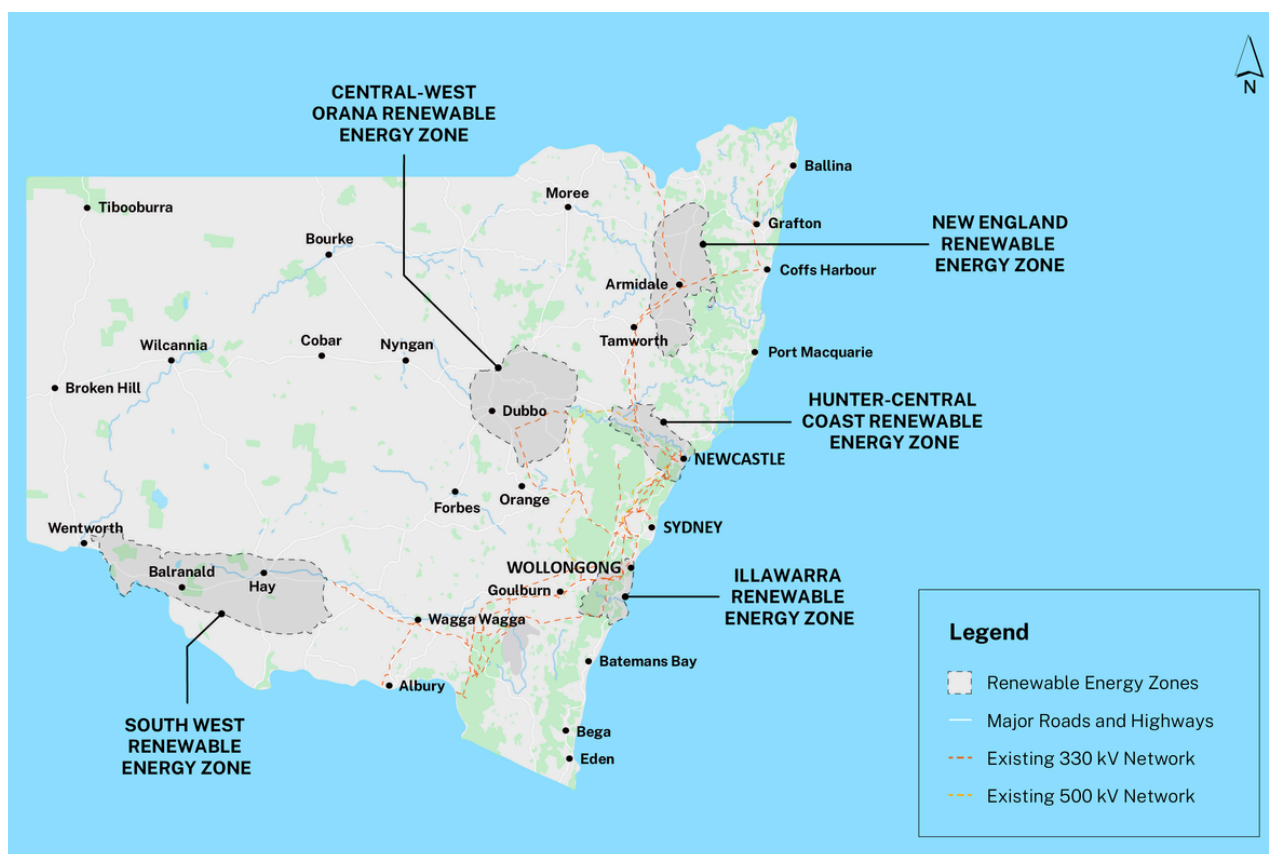 CENTRAL-WEST
ORANA RENEWABLE
ENERGY ZONE
N
Ballina
Tibooburra
Moree
Grafton
NEW ENGLAND
RENEWABLE
ENERGY ZONE
Bourke
Coffs Harbour
Armidale
Tamworth
Wilcannia
Cobar
Nyngan
Port Macquarie
Broken Hill
HUNTER-CENTRAL
COAST RENEWABLE
ENERGY ZONE
Dubbo
NEWCASTLE
Orange
Forbes
Wentworth
SYDNEY
WOLLONGONG
Balranald
Hay
Goulburn
ILLAWARRA
RENEWABLE
ENERGY ZONE
Wagga Wagga
Batemans Bay
Albury
SOUTH WEST
RENEWABLE
ENERGY ZONE
Bega
Eden
Legend
Renewable Energy Zones
Major Roads and Highways
Existing 330 kV Network
Existing 500 kV Network